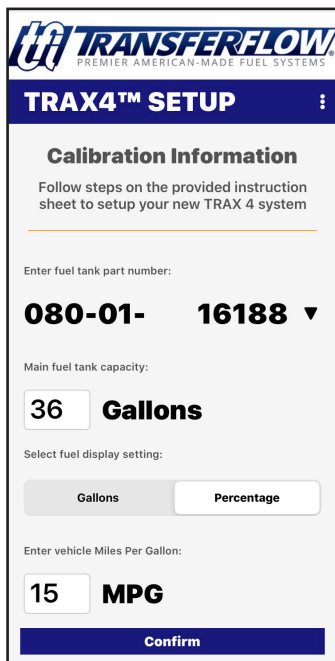 tfi TRANSFERFLOW®
PREMIER AMERICAN-MADE FUEL SYSTEMS
TRAX4™ SETUP
Calibration Information
Follow steps on the provided instruction
sheet to setup your new TRAX 4 system
Enter fuel tank part number:
080-01- 16188 ▼
Main fuel tank capacity:
36 Gallons
Select fuel display setting:
Gallons Percentage
Enter vehicle Miles Per Gallon:
15 MPG
Confirm